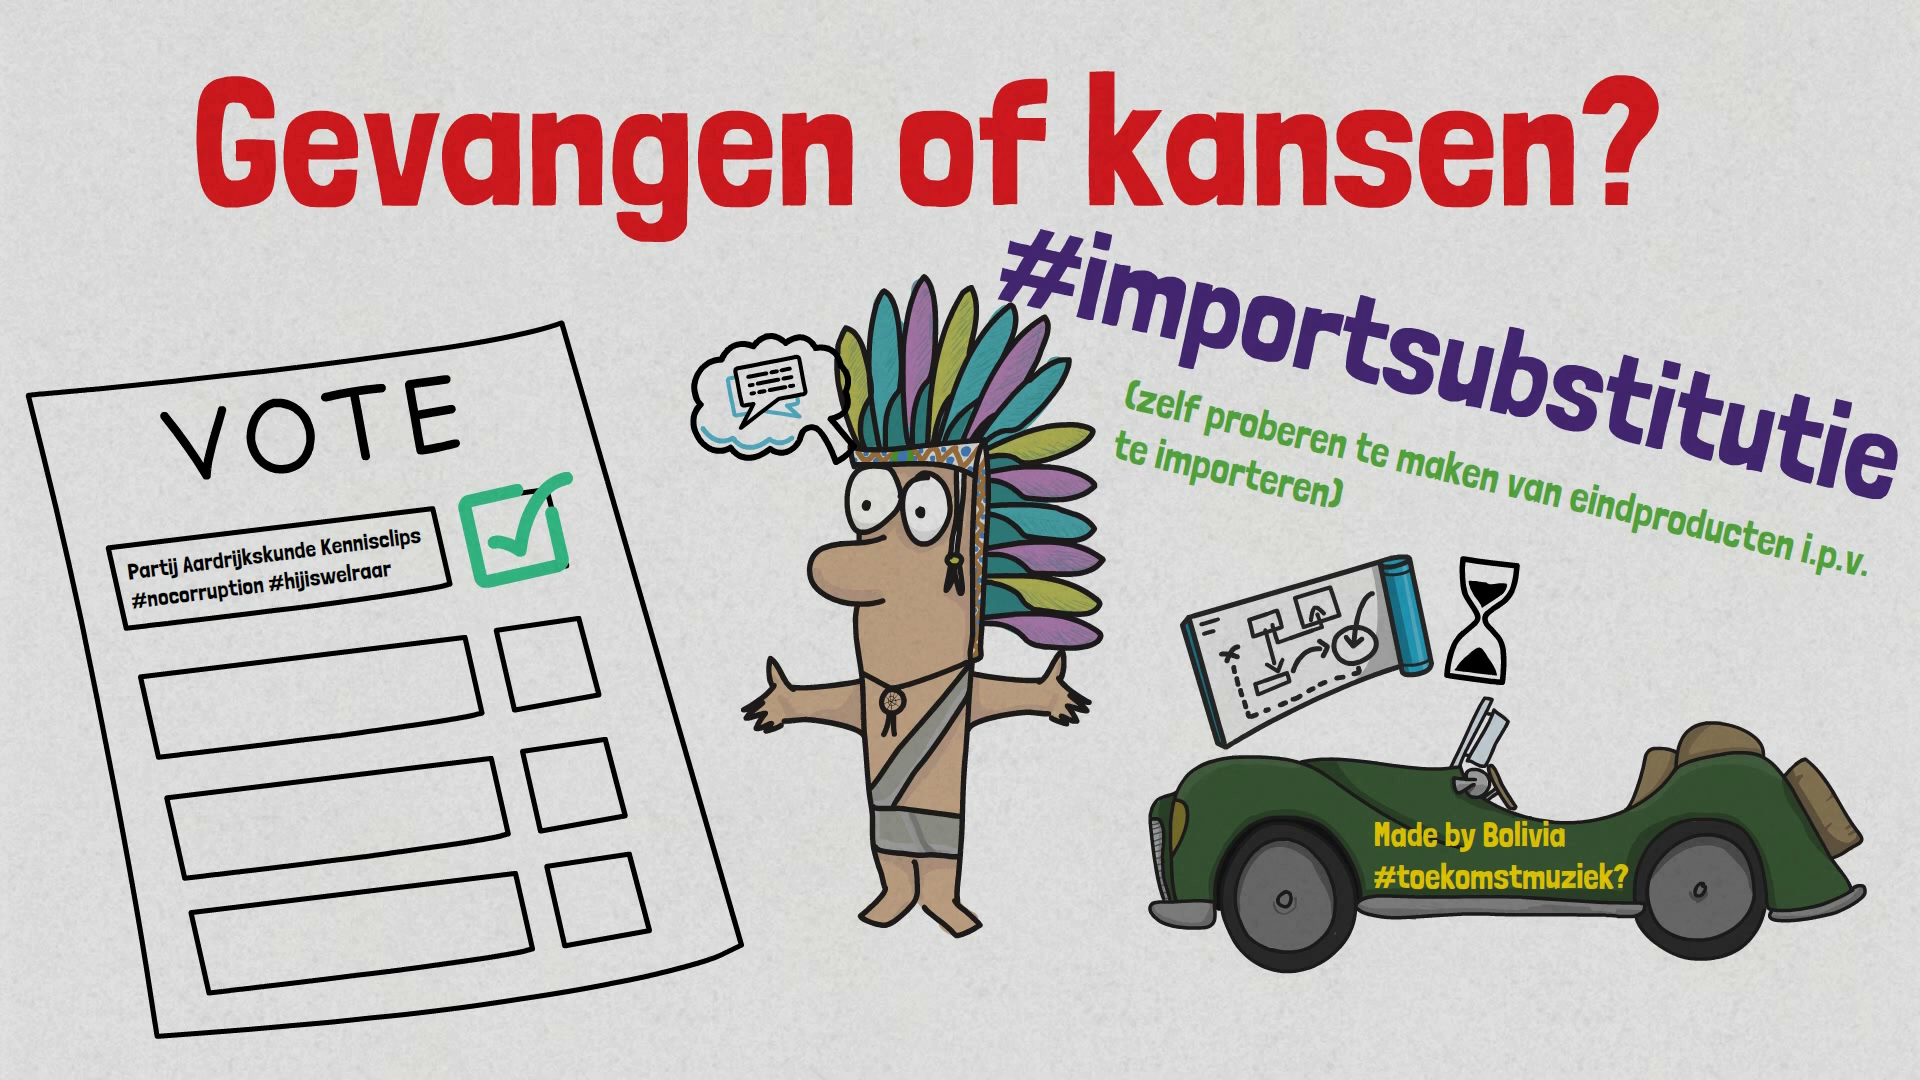 Gevangen of kansen?
#importsubstitutie
(zelf proberen te maken van eindproducten i.p.v.
te importeren)
VOTE
Partij Aardrijkskunde Kennisclips
#nocorruption #hijiswelraar
Made by Bolivia
#toekomstmuziek?